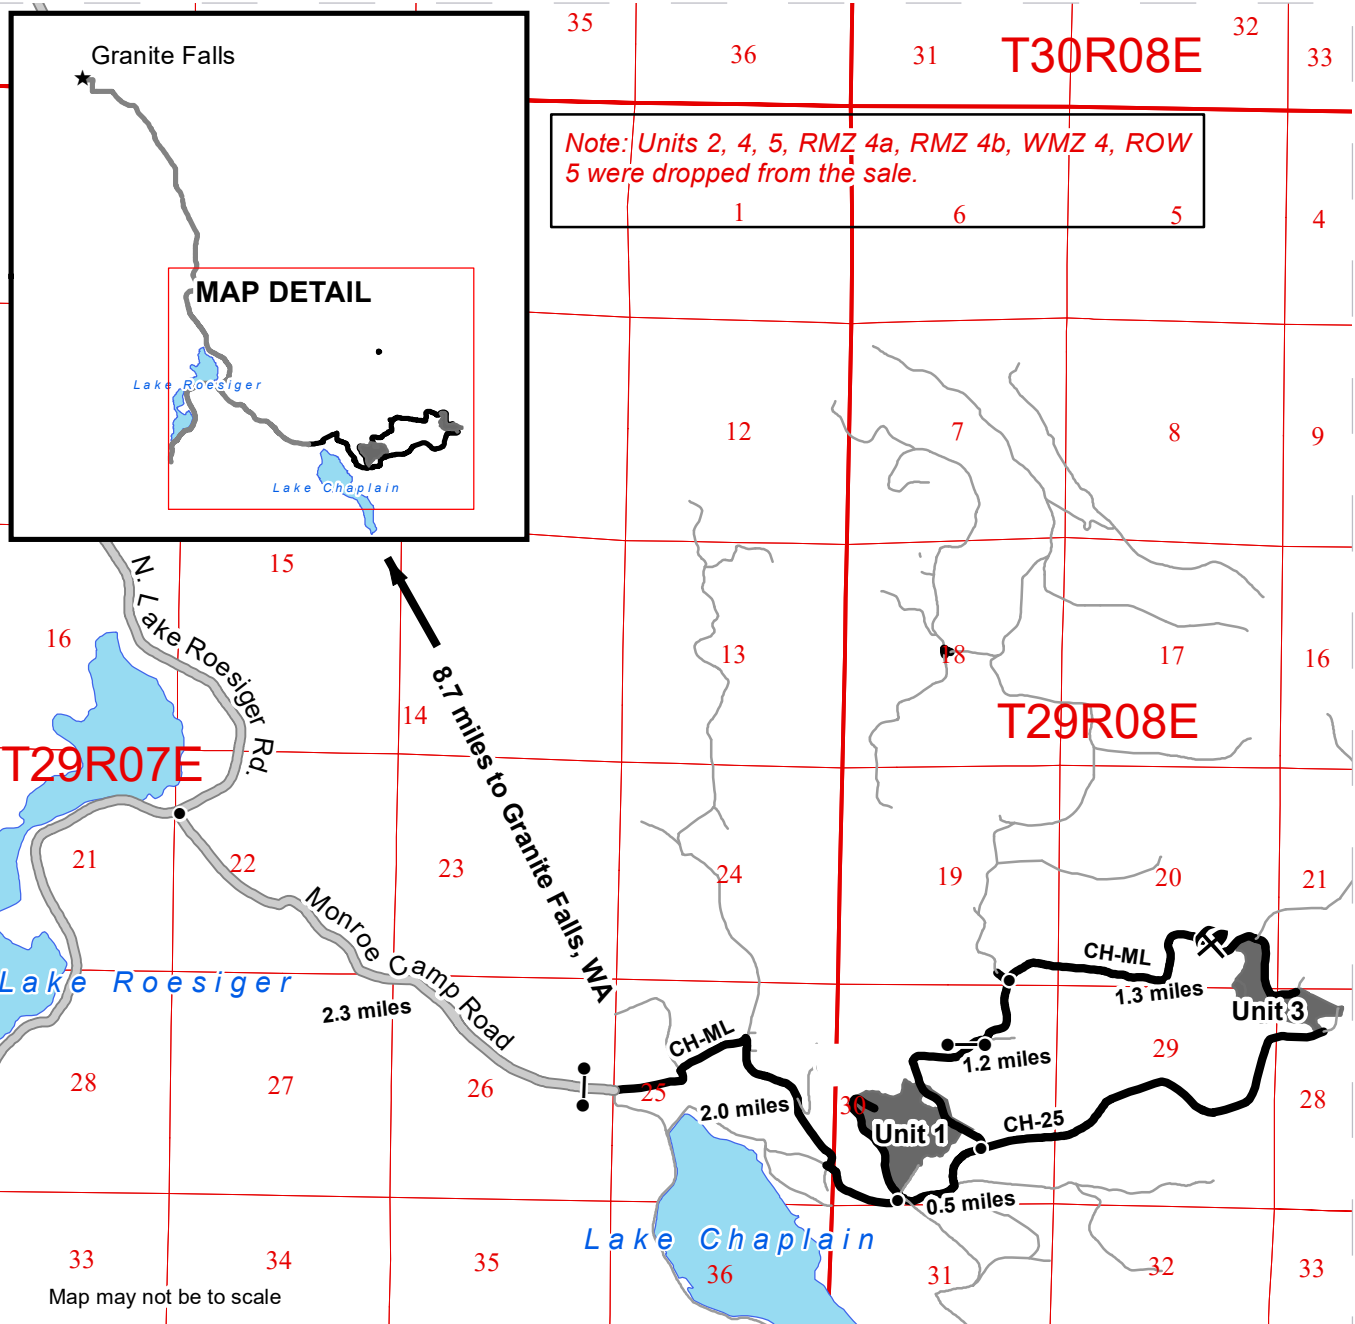 Granite Falls
MAP DETAIL
Lake Roesiger
Lake Chaplain
35
36
31
T30R08E
32
33
Note: Units 2, 4, 5, RMZ 4a, RMZ 4b, WMZ 4, ROW
5 were dropped from the sale.
1
6
5
4
12
7
8
9
15
N. Lake Roesiger Rd.
16
14
13
18
17
16
T29R07E
T29R08E
8.7 miles to Granite Falls, WA
21
22
23
24
19
20
21
Monroe Camp Road
Lake Roesiger
2.3 miles
CH-ML
CH-ML
1.3 miles
Unit 3
28
27
26
25
2.0 miles
30
Unit 1
1.2 miles
29
CH-25
28
0.5 miles
Lake Chaplain
33
34
35
36
31
32
33
Map may not be to scale